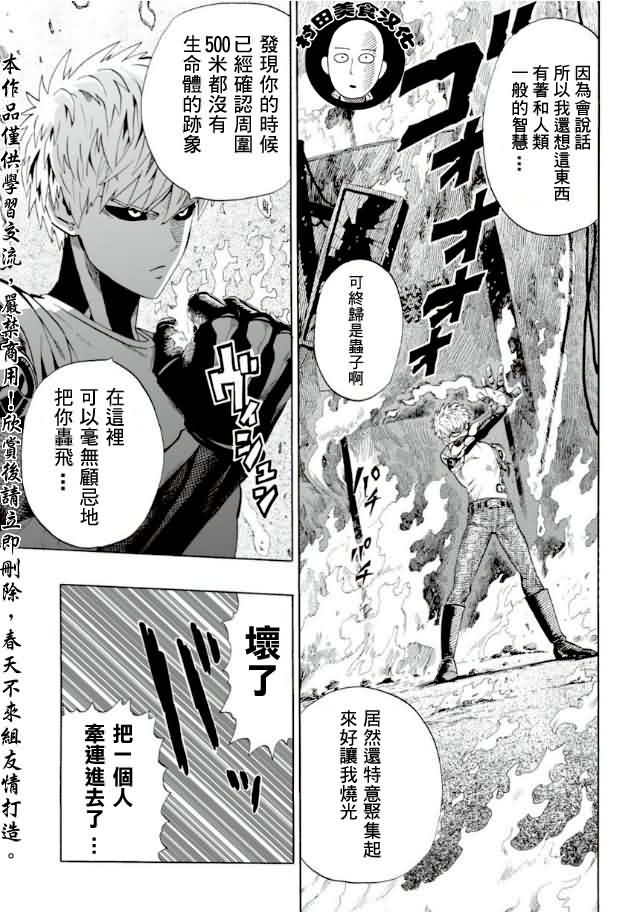 村田美食汉化
因為會說話
所以我還想這東西
有著和人類
一般的智慧…
ゴオオオオ
可終歸是蟲子啊
パチ
パチ
居然還特意聚集起
來好讓我燒光
發現你的時候
已經確認周圍
500米都沒有
生命體的跡象
ヴィシュン
在這裡
可以毫無顧忌地
把你轟飛…
壞了
把一個人
牽連進去了…
本作品僅供學習交流，嚴禁商用！欣賞後請立即刪除，春天不來組友情打造。